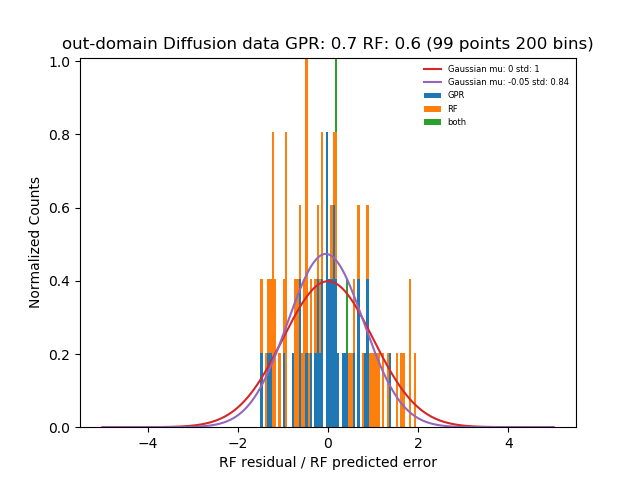 out-domain Diffusion data GPR: 0.7 RF: 0.6 (99 points 200 bins)
Gaussian mu: 0 std: 1
Gaussian mu: -0.05 std: 0.84
GPR
RF
both
Normalized Counts
1.0
0.8
0.6
0.4
0.2
0.0
−4 −2 0 2 4
RF residual / RF predicted error